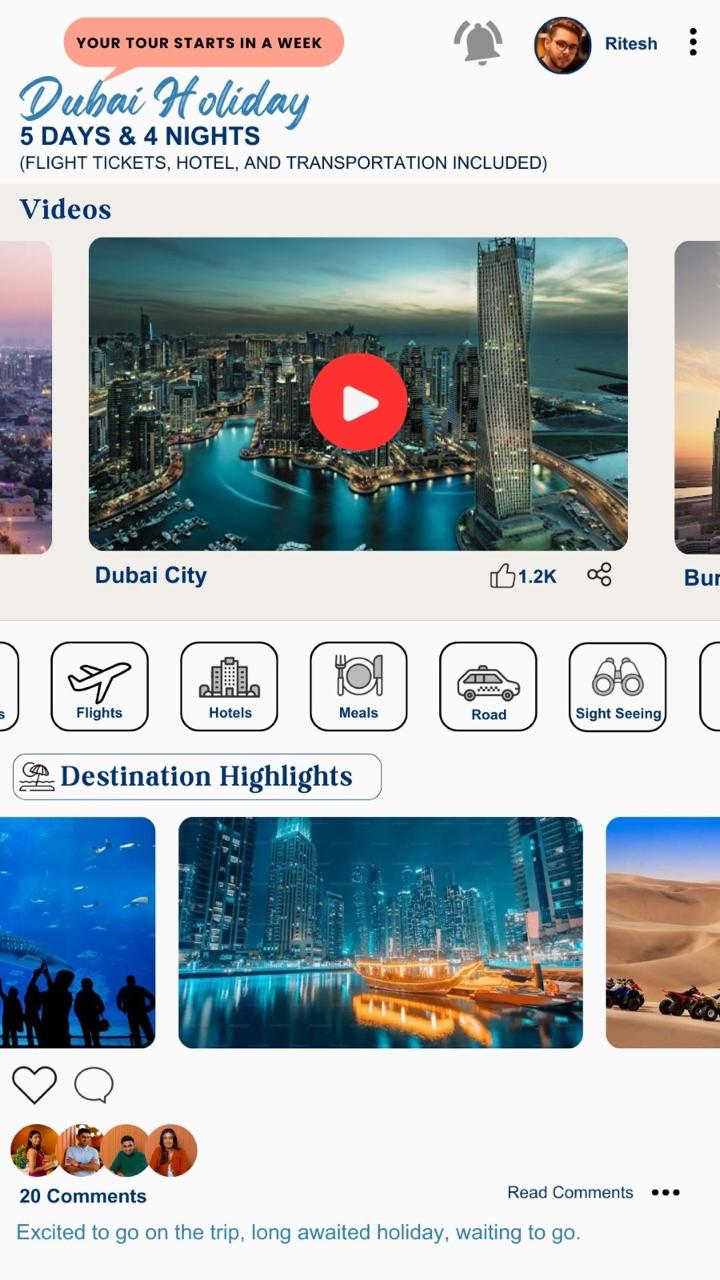 YOUR TOUR STARTS IN A WEEK
Ritesh
Dubai Holiday
5 DAYS & 4 NIGHTS
(FLIGHT TICKETS, HOTEL, AND TRANSPORTATION INCLUDED)
Videos
Dubai City
1.2K
Bur
s
Flights
Hotels
Meals
Road
Sight Seeing
Destination Highlights
20 Comments
Read Comments
Excited to go on the trip, long awaited holiday, waiting to go.